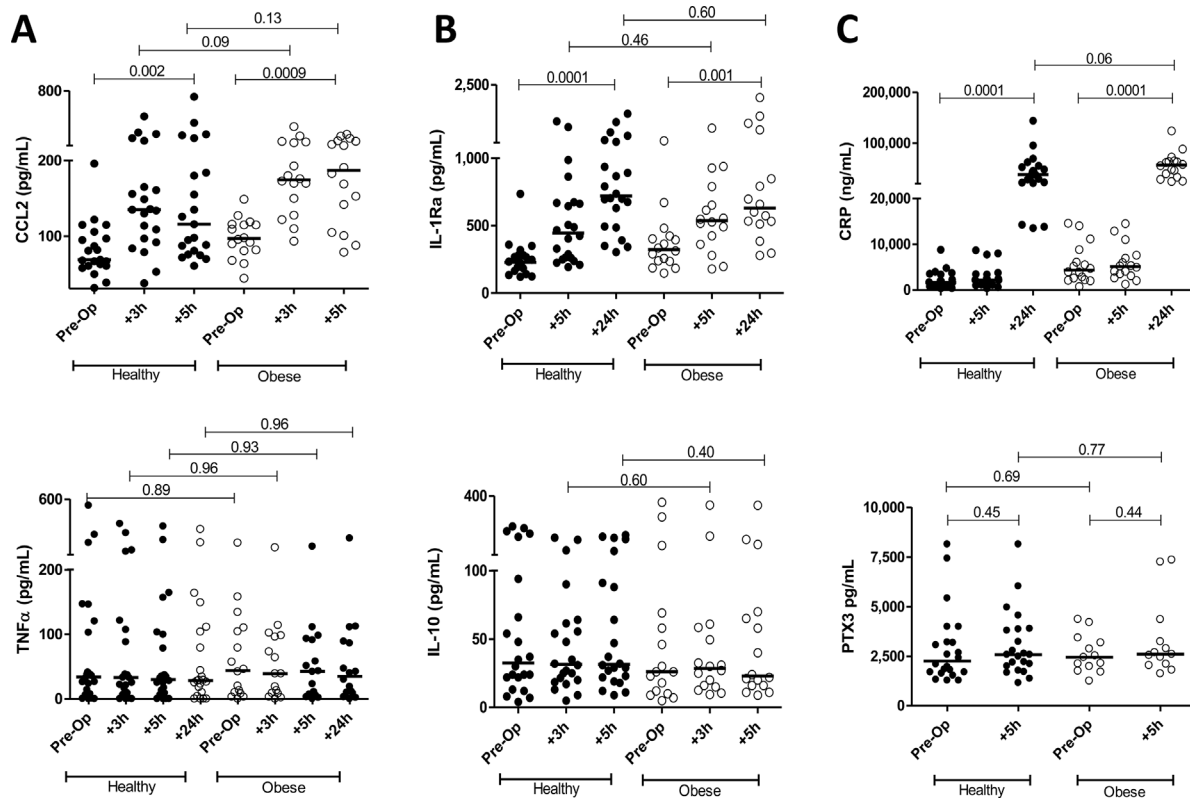 A
0.13
0.09
0.002
0.0009
800
200
100
CCL2 (pg/mL)
Pre-Op
+3h
+5h
Pre-Op
+3h
+5h
Healthy
Obese
B
0.60
0.46
0.0001
0.001
2,500
1,000
500
0
IL-1Ra (pg/mL)
Pre-Op
+5h
+24h
Pre-Op
+5h
+24h
Healthy
Obese
C
0.06
0.0001
0.0001
200,000
100,000
20,000
10,000
0
CRP (ng/mL)
Pre-Op
+5h
+24h
Pre-Op
+5h
+24h
Healthy
Obese
0.96
0.93
0.96
0.89
600
200
100
0
TNFα (pg/mL)
Pre-Op
+3h
+5h
+24h
Pre-Op
+3h
+5h
+24h
Healthy
Obese
0.40
0.60
400
100
50
0
IL-10 (pg/mL)
Pre-Op
+3h
+5h
Pre-Op
+3h
+5h
Healthy
Obese
0.77
0.69
0.45
0.44
10,000
7,500
5,000
2,500
0
PTX3 pg/mL
Pre-Op
+5h
Pre-Op
+5h
Healthy
Obese